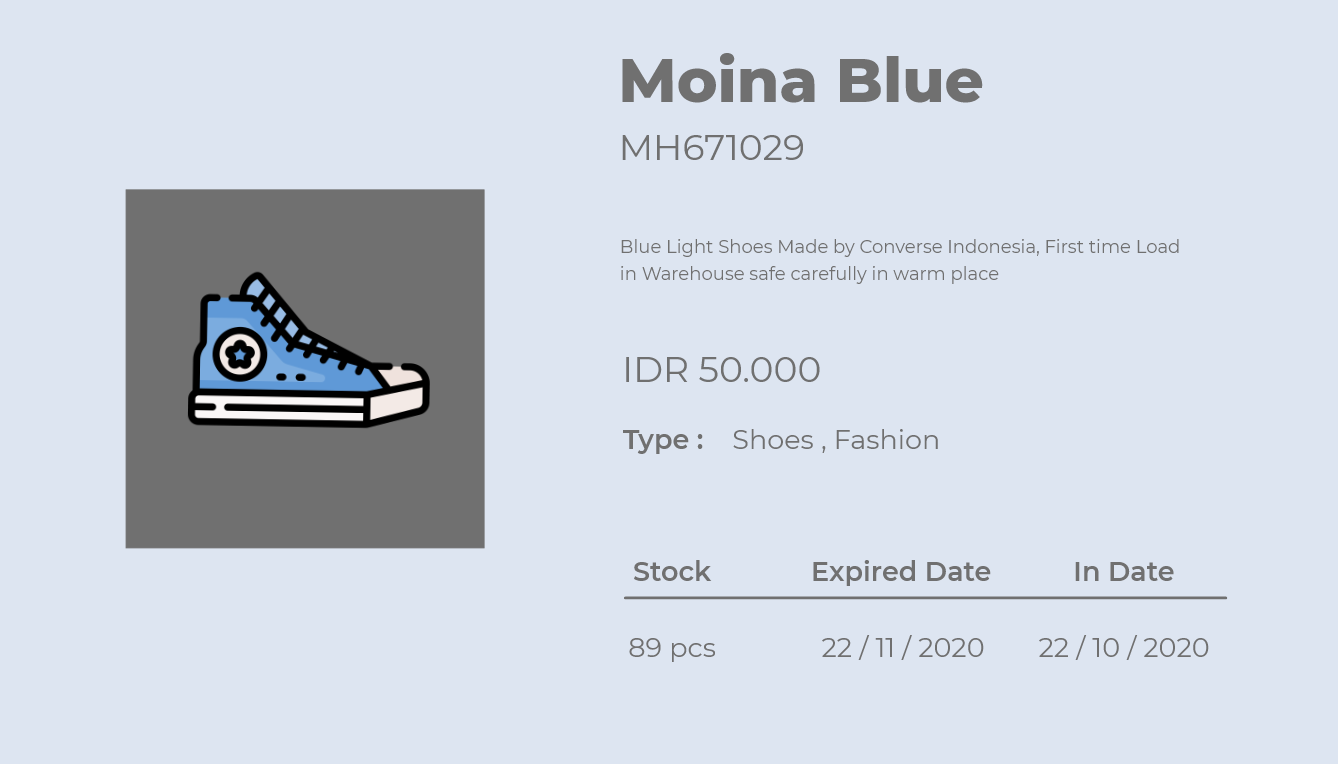 Moina Blue
MH671029
Blue Light Shoes Made by Converse Indonesia, First time Load
in Warehouse safe carefully in warm place
IDR 50.000
Type : Shoes , Fashion
Stock Expired Date In Date
89 pcs 22 / 11 / 2020 22 / 10 / 2020